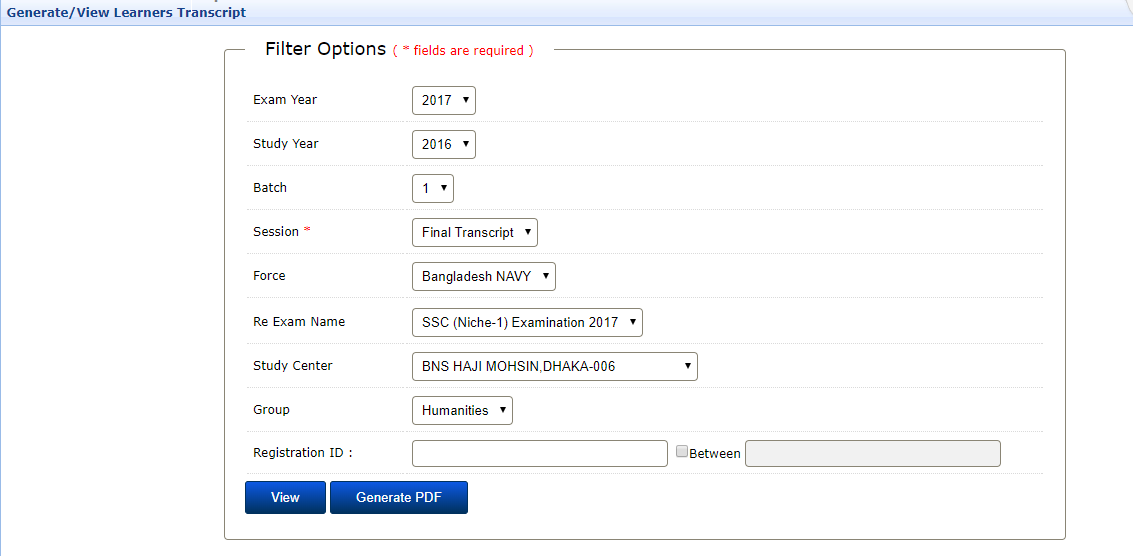 Generate/View Learners Transcript
Filter Options ( * fields are required )
Exam Year 2017
Study Year 2016
Batch 1
Session * Final Transcript
Force Bangladesh NAVY
Re Exam Name SSC (Niche-1) Examination 2017
Study Center BNS HAJI MOHSIN,DHAKA-006
Group Humanities
Registration ID : Between
View Generate PDF